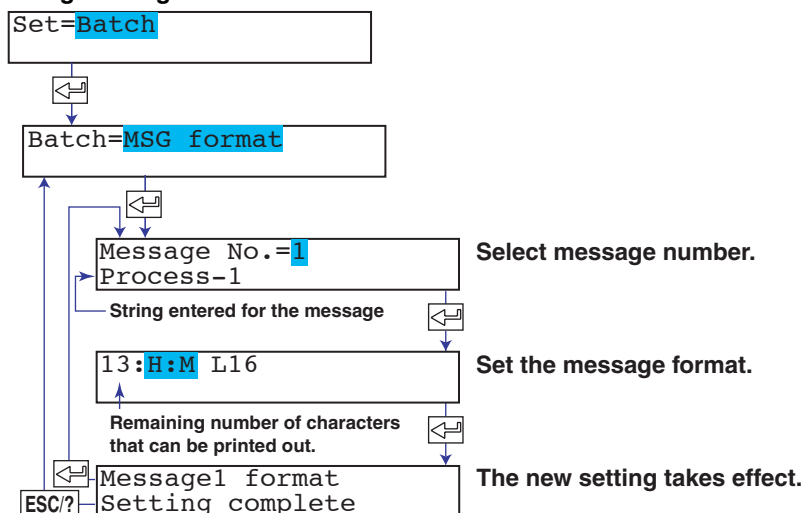 Set=Batch
Batch=MSG format
Message No.=1
Process-1
Select message number.
String entered for the message
13:H:M L16
Set the message format.
Remaining number of characters
that can be printed out.
Message1 format
Setting complete
The new setting takes effect.
ESC/?